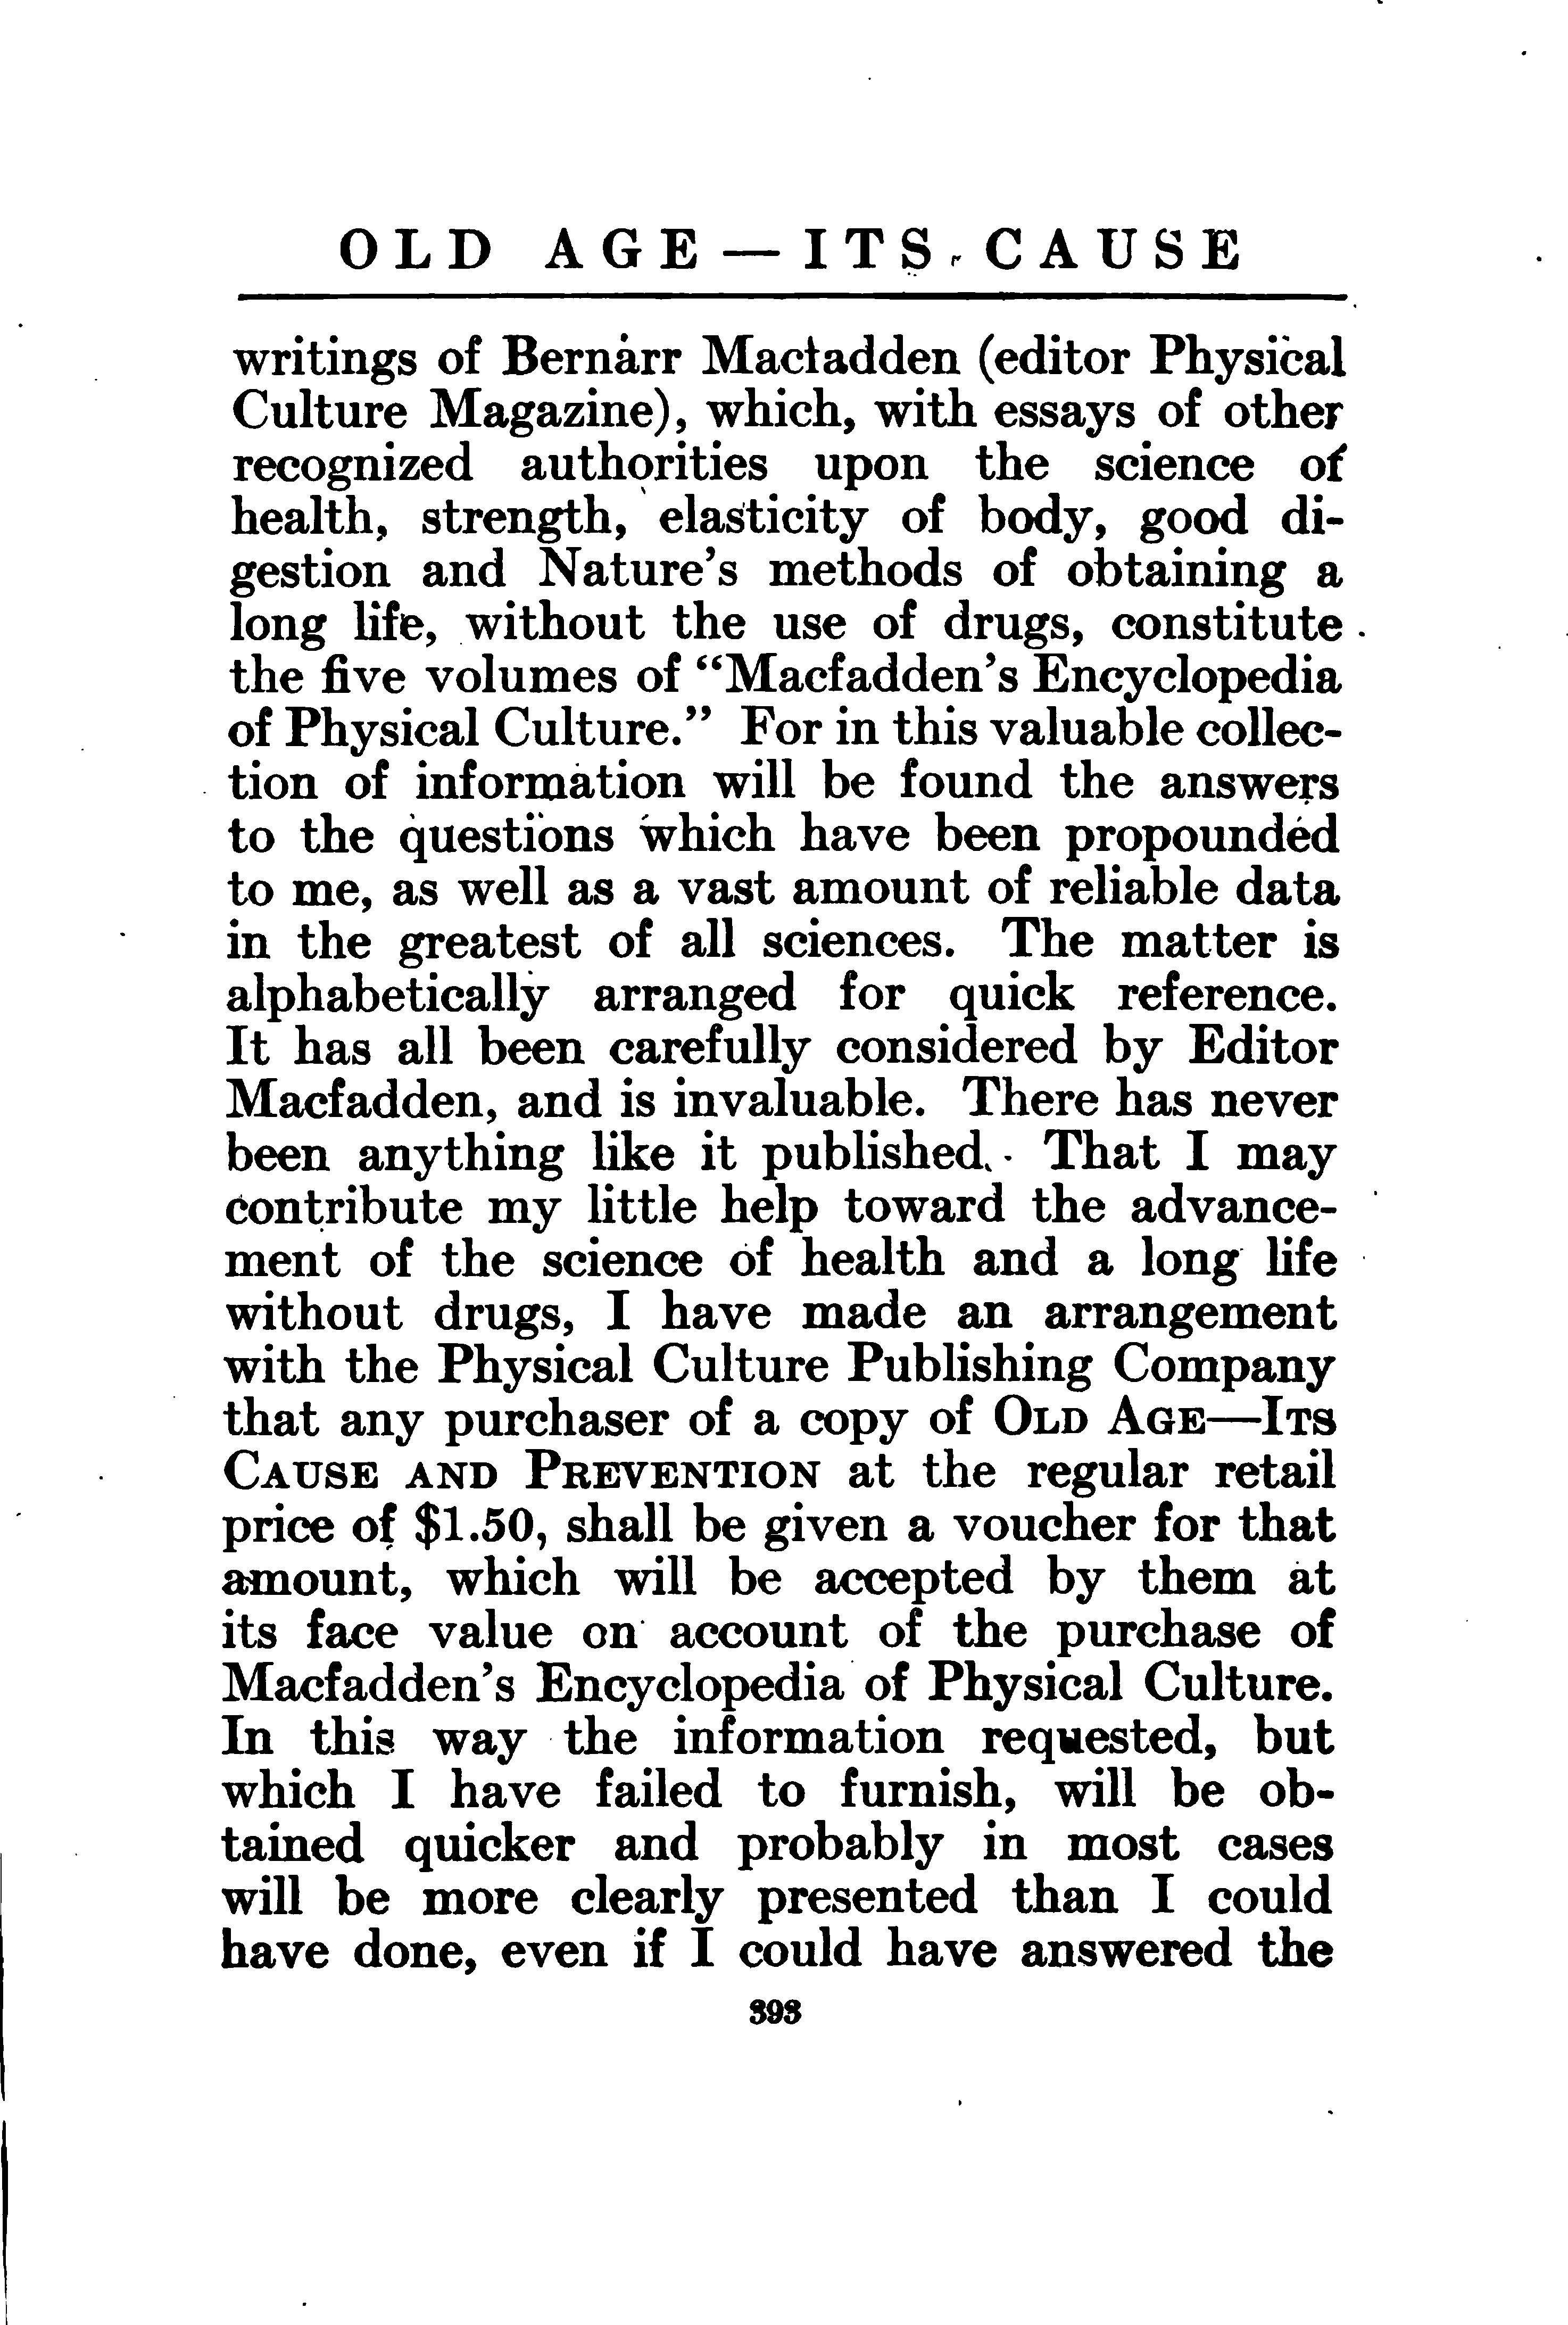 OLD AGE — ITS CAUSE
writings of Bernarr Macfadden (editor Physical
Culture Magazine), which, with essays of other
recognized authorities upon the science of
health, strength, elasticity of body, good di-
gestion and Nature's methods of obtaining a
long life, without the use of drugs, constitute
the five volumes of “Macfadden's Encyclopedia
of Physical Culture.” For in this valuable collec-
tion of information will be found the answers
to the questions which have been propounded
to me, as well as a vast amount of reliable data
in the greatest of all sciences. The matter is
alphabetically arranged for quick reference.
It has all been carefully considered by Editor
Macfadden, and is invaluable. There has never
been anything like it published. That I may
contribute my little help toward the advance-
ment of the science of health and a long life
without drugs, I have made an arrangement
with the Physical Culture Publishing Company
that any purchaser of a copy of OLD AGE—ITS
CAUSE AND PREVENTION at the regular retail
price of $1.50, shall be given a voucher for that
amount, which will be accepted by them at
its face value on account of the purchase of
Macfadden's Encyclopedia of Physical Culture.
In this way the information requested, but
which I have failed to furnish, will be ob-
tained quicker and probably in most cases
will be more clearly presented than I could
have done, even if I could have answered the
393